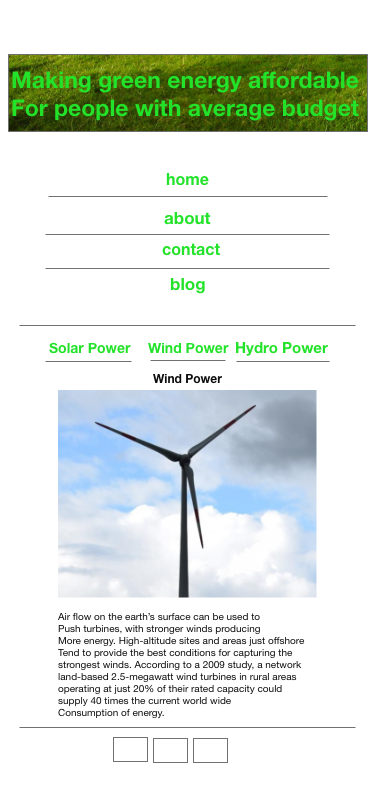 Making green energy affordable
For people with average budget
home
about
contact
blog
Solar Power Wind Power Hydro Power
Wind Power
Air flow on the earth's surface can be used to
Push turbines, with stronger winds producing
More energy. High-altitude sites and areas just offshore
Tend to provide the best conditions for capturing the
strongest winds. According to a 2009 study, a network
land-based 2.5-megawatt wind turbines in rural areas
operating at just 20% of their rated capacity could
supply 40 times the current world wide
Consumption of energy.